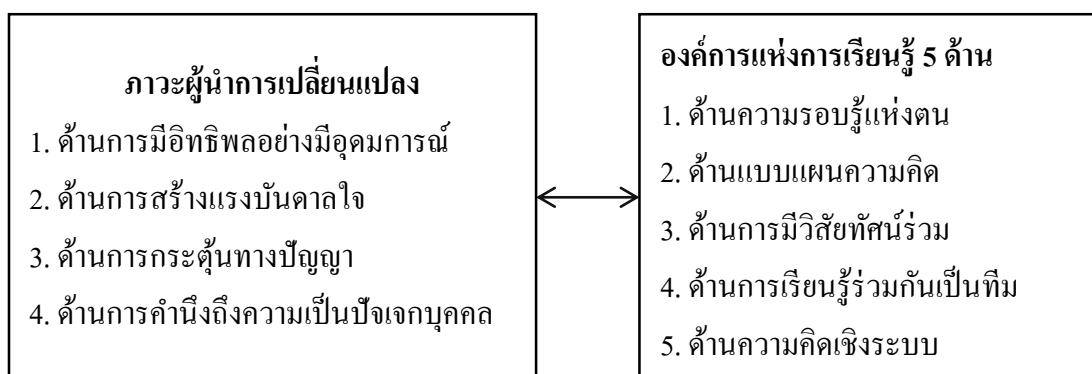 ภาวะผู้นำการเปลี่ยนแปลง
1. ด้านการมีอิทธิพลอย่างมีอุดมการณ์
2. ด้านการสร้างแรงบันดาลใจ
3. ด้านการกระตุ้นทางปัญญา
4. ด้านการคำนึงถึงความเป็นปัจเจกบุคคล
องค์การแห่งการเรียนรู้ 5 ด้าน
1. ด้านความรอบรู้แห่งตน
2. ด้านแบบแผนความคิด
3. ด้านการมีวิสัยทัศน์ร่วม
4. ด้านการเรียนรู้ร่วมกันเป็นทีม
5. ด้านความคิดเชิงระบบ